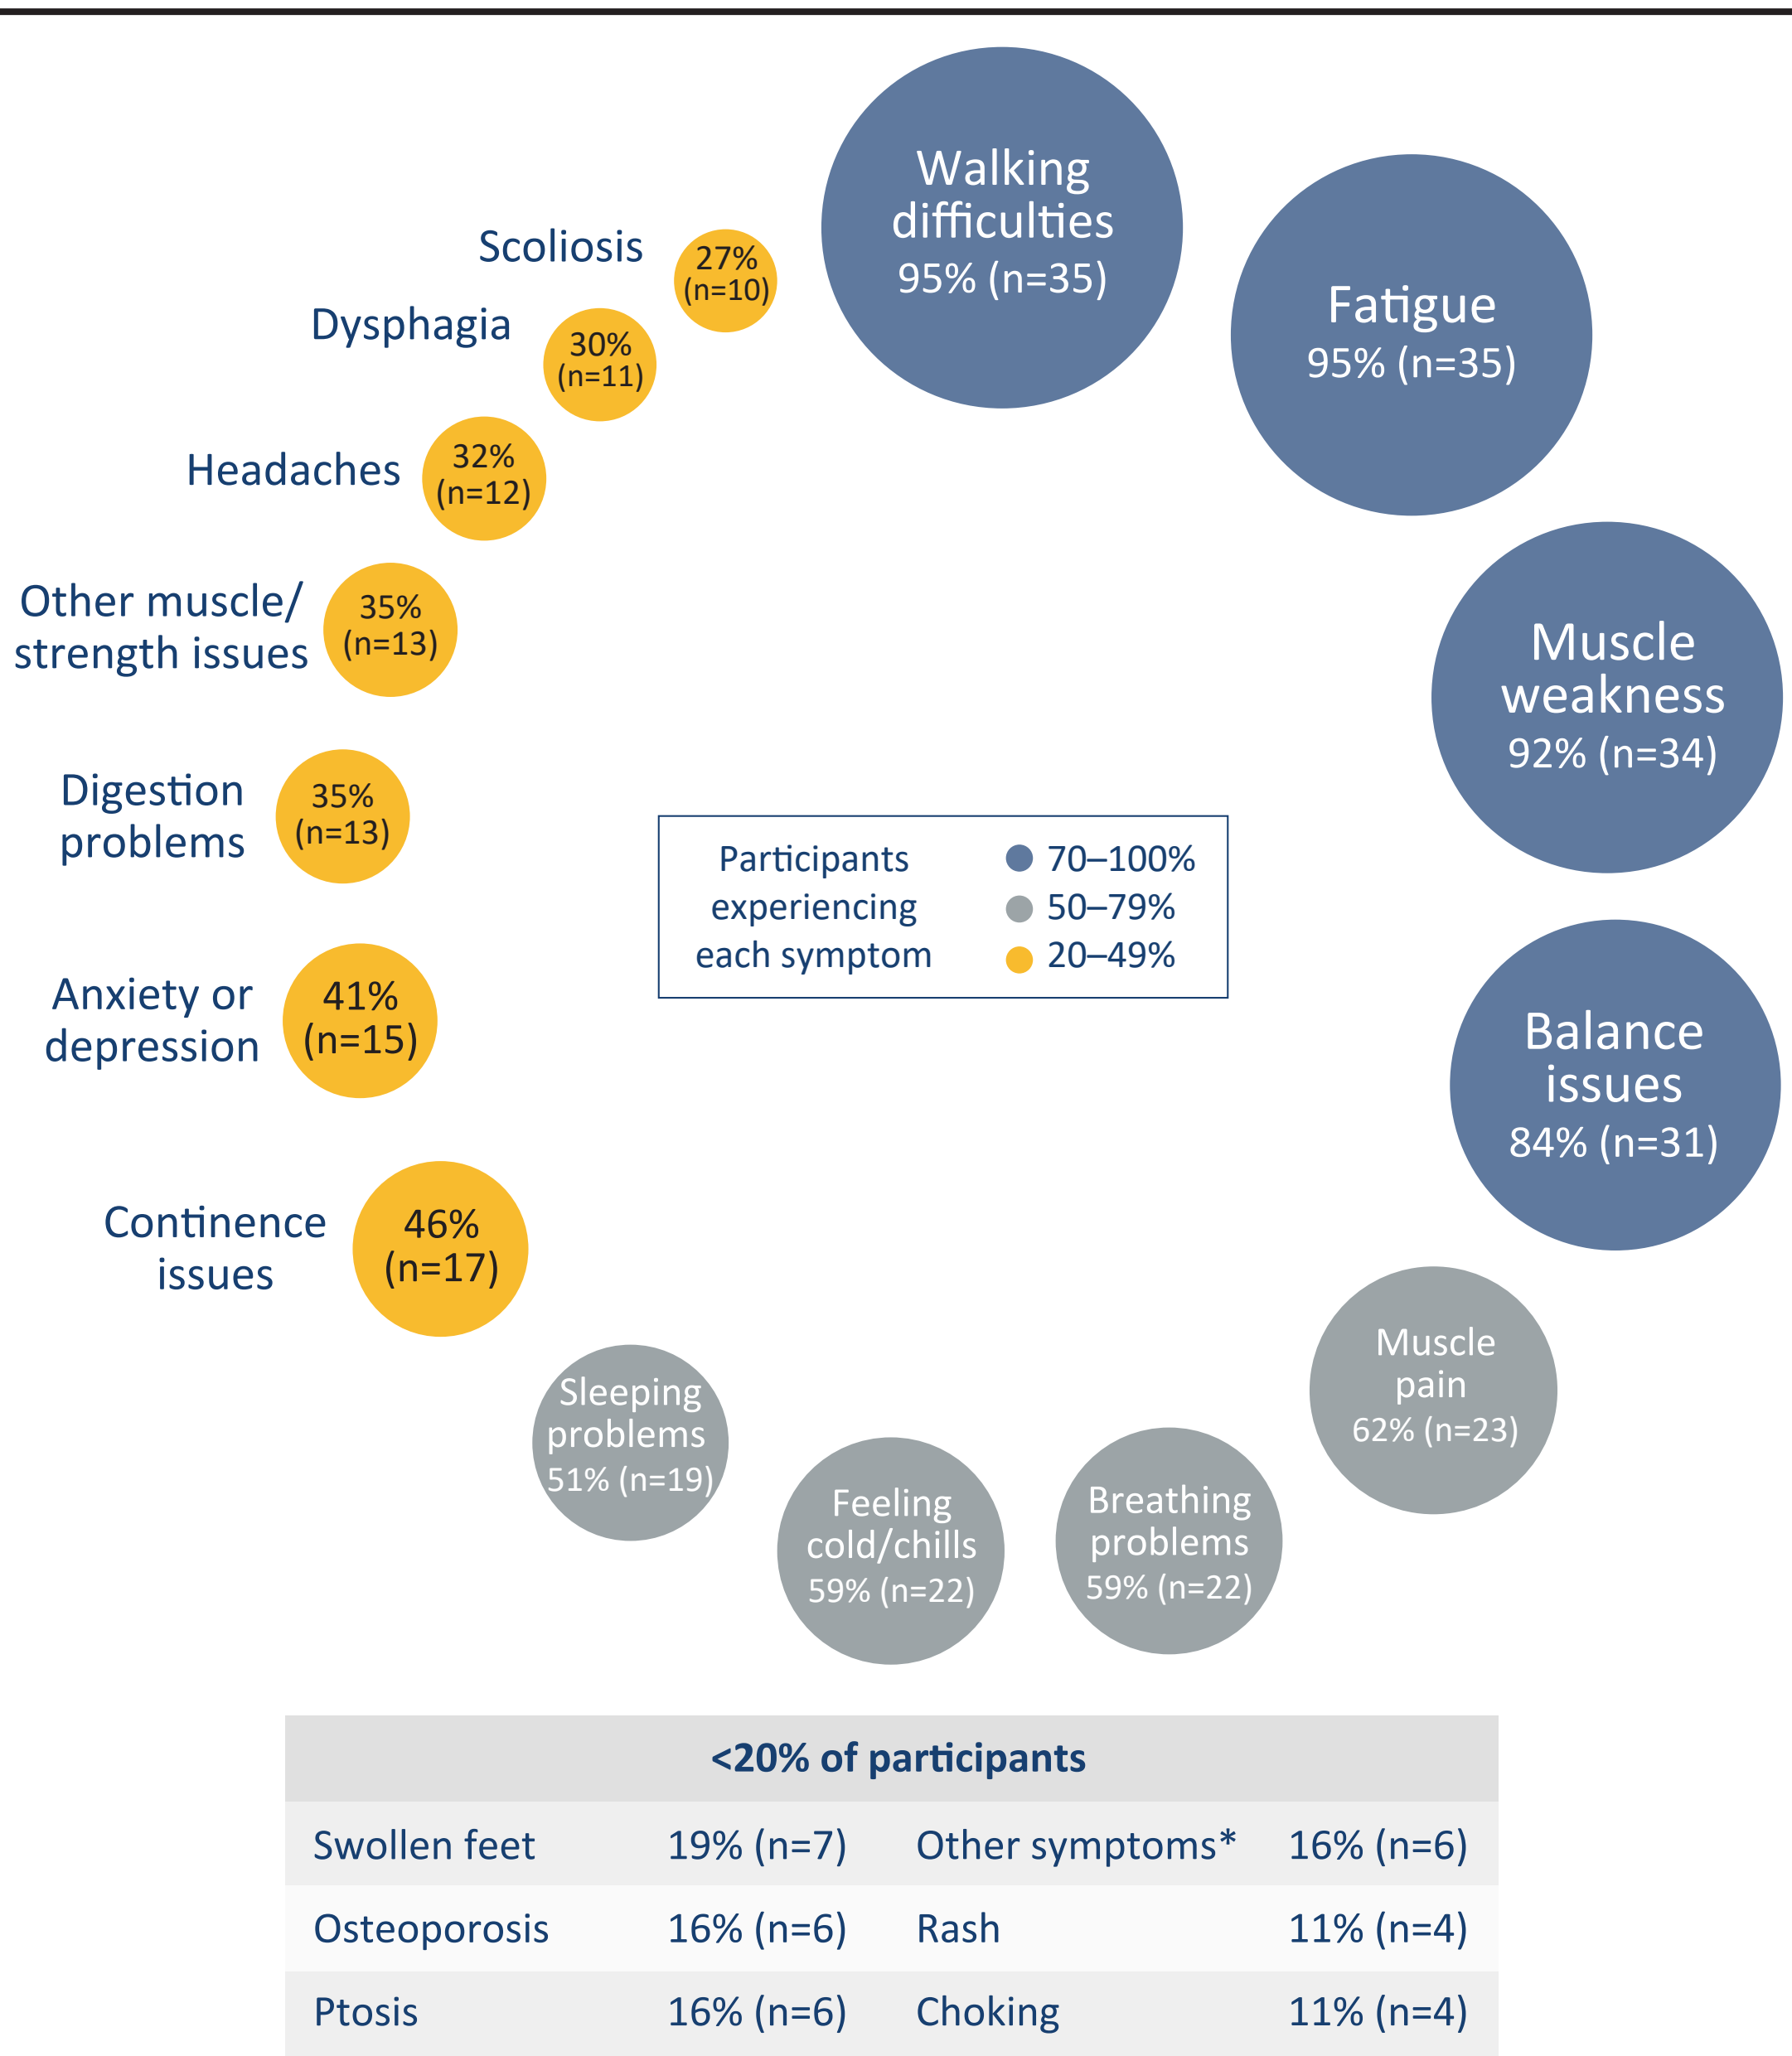 Walking
difficulties
95% (n=35)
Fatigue
95% (n=35)
Muscle
weakness
92% (n=34)
Balance
issues
84% (n=31)
Muscle
pain
62% (n=23)
Breathing
problems
59% (n=22)
Feeling
cold/chills
59% (n=22)
Sleeping
problems
51% (n=19)
Continence
issues
46%
(n=17)
Anxiety or
depression
41%
(n=15)
Digestion
problems
35%
(n=13)
Other muscle/
strength issues
35%
(n=13)
Headaches
32%
(n=12)
Dysphagia
30%
(n=11)
Scoliosis
27%
(n=10)
Participants
experiencing
each symptom
70–100%
50–79%
20–49%
<20% of participants
Swollen feet 19% (n=7) Other symptoms* 16% (n=6)
Osteoporosis 16% (n=6) Rash 11% (n=4)
Ptosis 16% (n=6) Choking 11% (n=4)